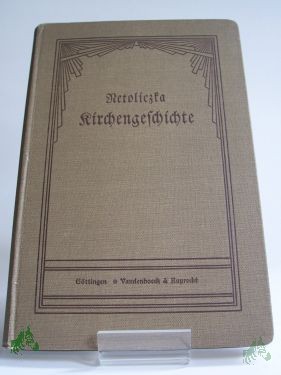 Netoliczka
Kirchengeschichte
Göttingen * Vandenhoeck & Ruprecht